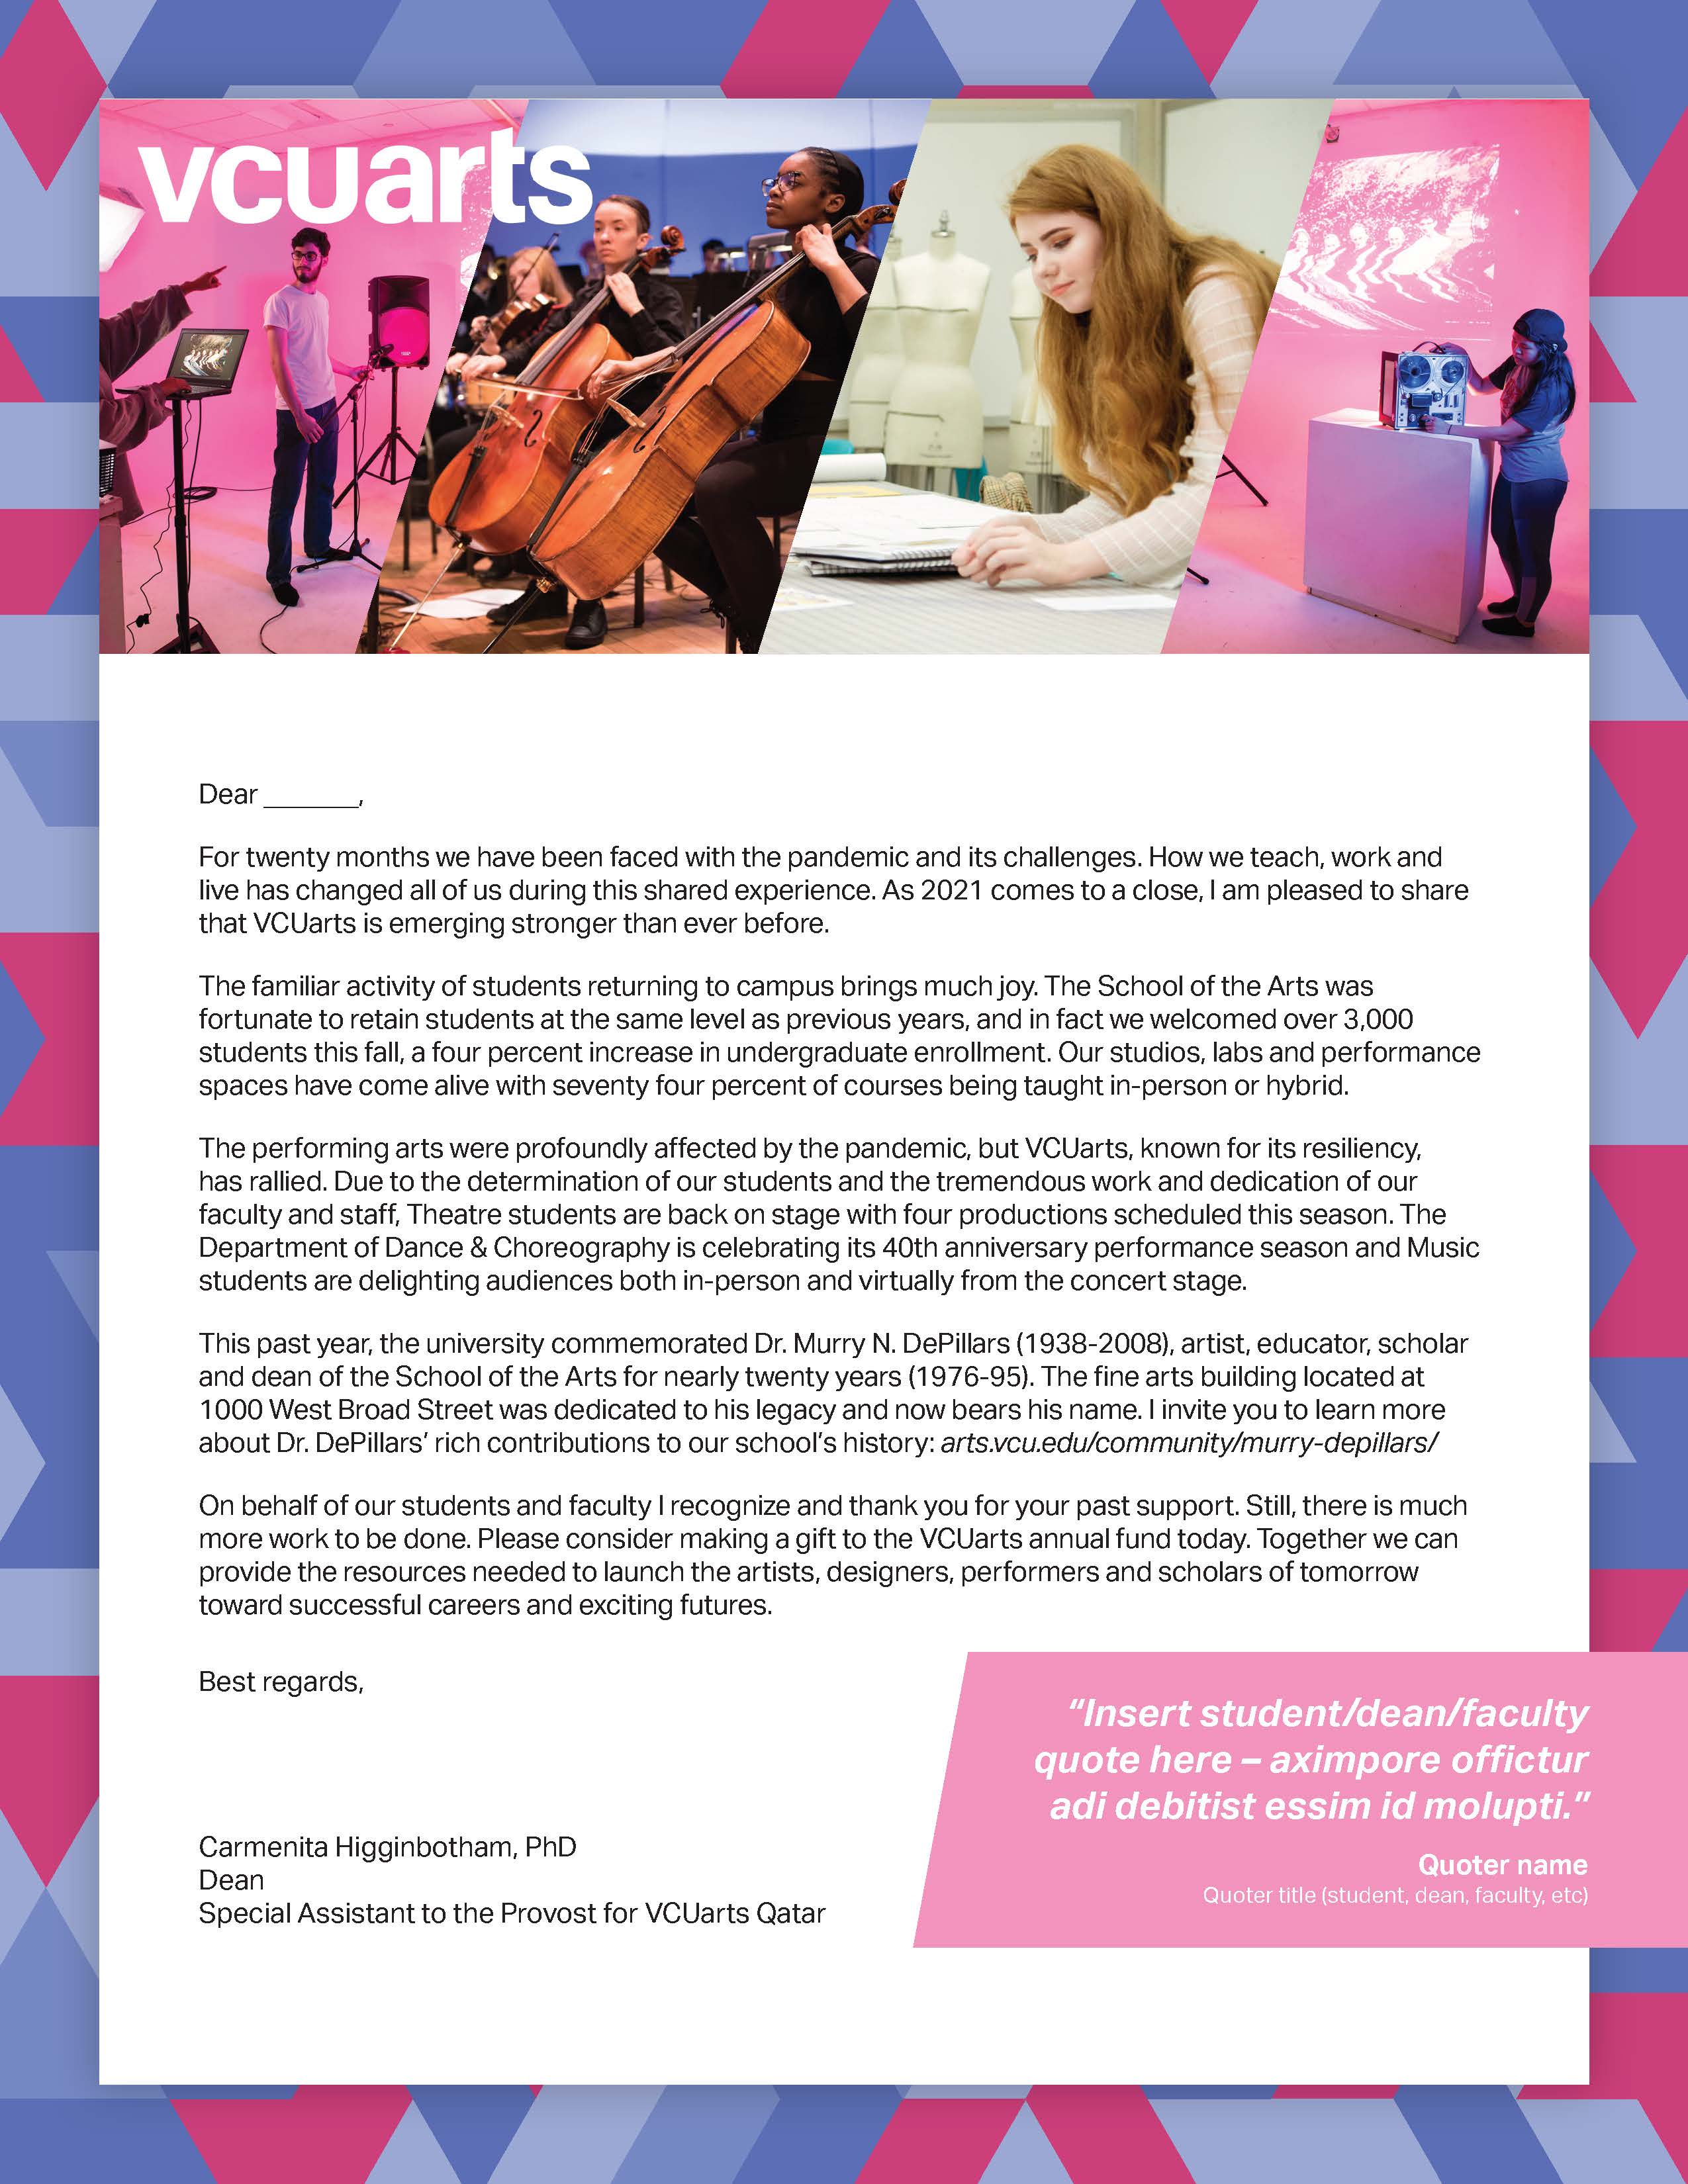 vcuarts
Dear _______,
For twenty months we have been faced with the pandemic and its challenges. How we teach, work and
live has changed all of us during this shared experience. As 2021 comes to a close, I am pleased to share
that VCUarts is emerging stronger than ever before.
The familiar activity of students returning to campus brings much joy. The School of the Arts was
fortunate to retain students at the same level as previous years, and in fact we welcomed over 3,000
students this fall, a four percent increase in undergraduate enrollment. Our studios, labs and performance
spaces have come alive with seventy four percent of courses being taught in-person or hybrid.
The performing arts were profoundly affected by the pandemic, but VCUarts, known for its resiliency,
has rallied. Due to the determination of our students and the tremendous work and dedication of our
faculty and staff, Theatre students are back on stage with four productions scheduled this season. The
Department of Dance & Choreography is celebrating its 40th anniversary performance season and Music
students are delighting audiences both in-person and virtually from the concert stage.
This past year, the university commemorated Dr. Murry N. DePillars (1938-2008), artist, educator, scholar
and dean of the School of the Arts for nearly twenty years (1976-95). The fine arts building located at
1000 West Broad Street was dedicated to his legacy and now bears his name. I invite you to learn more
about Dr. DePillars’ rich contributions to our school’s history: arts.vcu.edu/community/murry-depillars/
On behalf of our students and faculty I recognize and thank you for your past support. Still, there is much
more work to be done. Please consider making a gift to the VCUarts annual fund today. Together we can
provide the resources needed to launch the artists, designers, performers and scholars of tomorrow
toward successful careers and exciting futures.
Best regards,
Carmenita Higginbotham, PhD
Dean
Special Assistant to the Provost for VCUarts Qatar
“Insert student/dean/faculty
quote here – aximpore offictur
adi debitist essim id molupti.”
Quoter name
Quoter title (student, dean, faculty, etc)